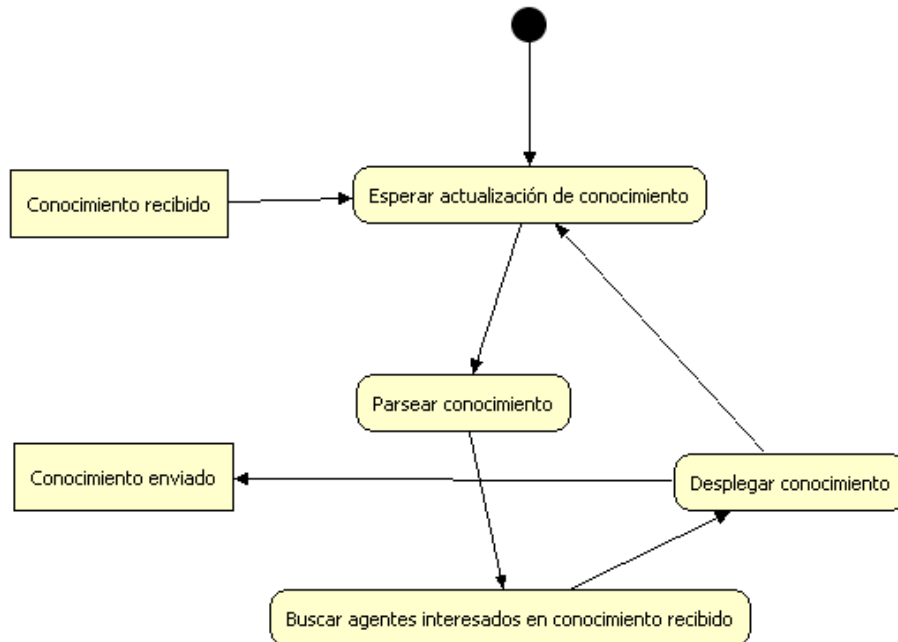 Esperar actualización de conocimiento
Conocimiento recibido
Parsear conocimiento
Conocimiento enviado
Desplegar conocimiento
Buscar agentes interesados en conocimiento recibido